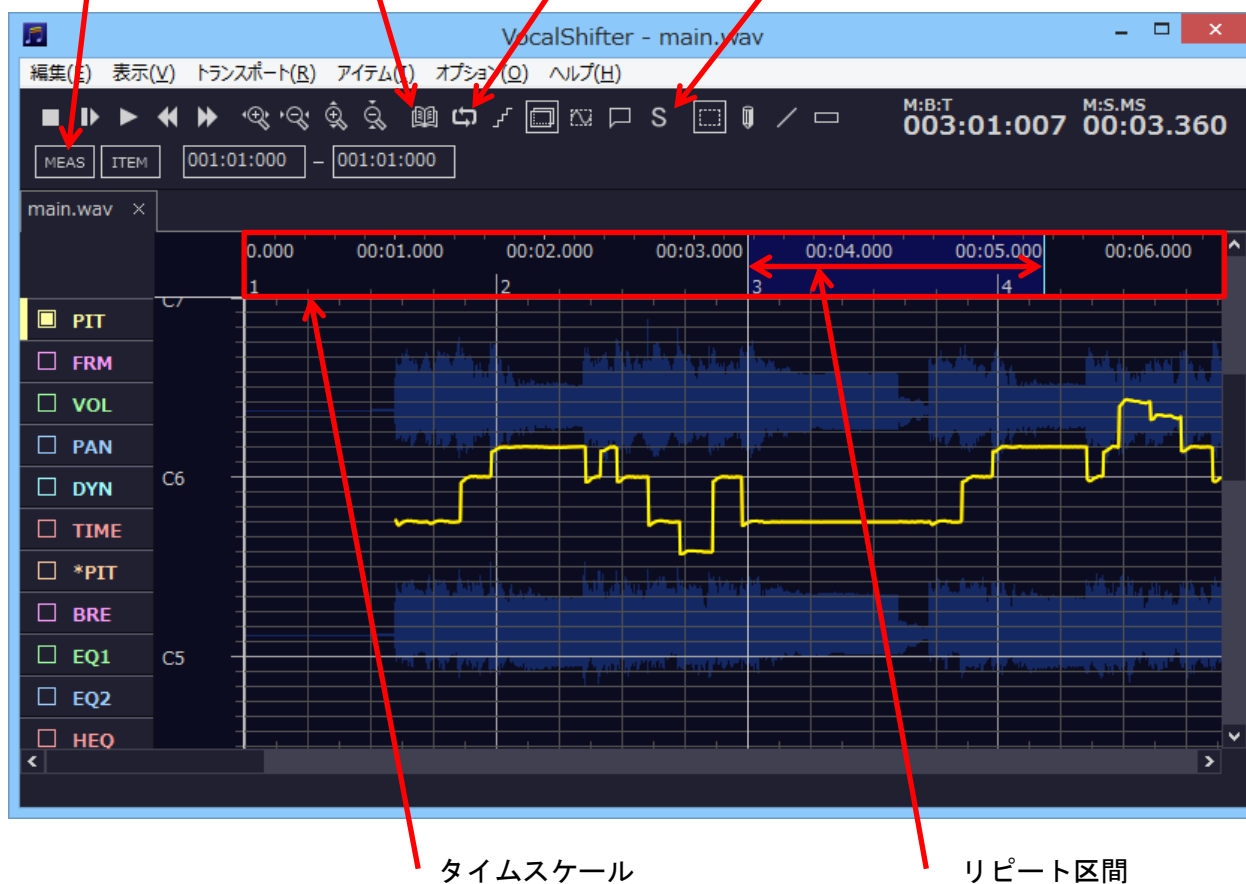 VocalShifter - main.wav
編集(E) 表示(V) トランスポート(R) アイテム(I) オプション(O) ヘルプ(H)
S
M:B:T
003:01:007
M:S.MS
00:03.360
MEAS ITEM 001:01:000 – 001:01:000
main.wav ×
0.000 00:01.000 00:02.000 00:03.000 00:04.000 00:05.000 00:06.000
1 2 3 4
C7
PIT
FRM
VOL
PAN
C6
DYN
TIME
*PIT
BRE
EQ1
C5
EQ2
HEQ
タイムスケール リピート区間